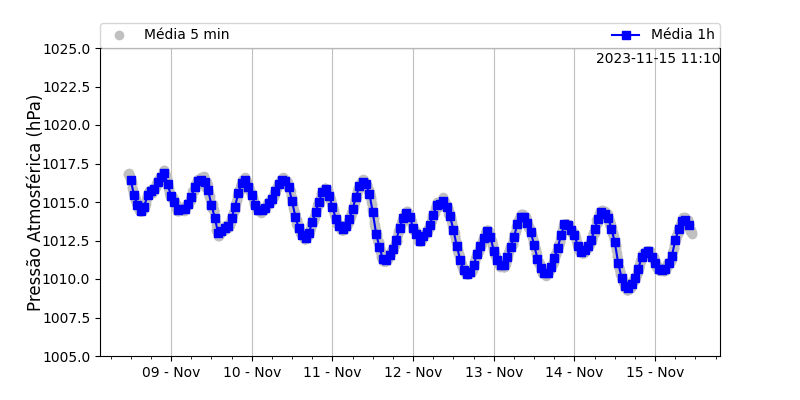 Média 5 min
Média 1h
2023-11-15 11:10
Pressão Atmosférica (hPa)
1025.0
1022.5
1020.0
1017.5
1015.0
1012.5
1010.0
1007.5
1005.0
09 - Nov
10 - Nov
11 - Nov
12 - Nov
13 - Nov
14 - Nov
15 - Nov